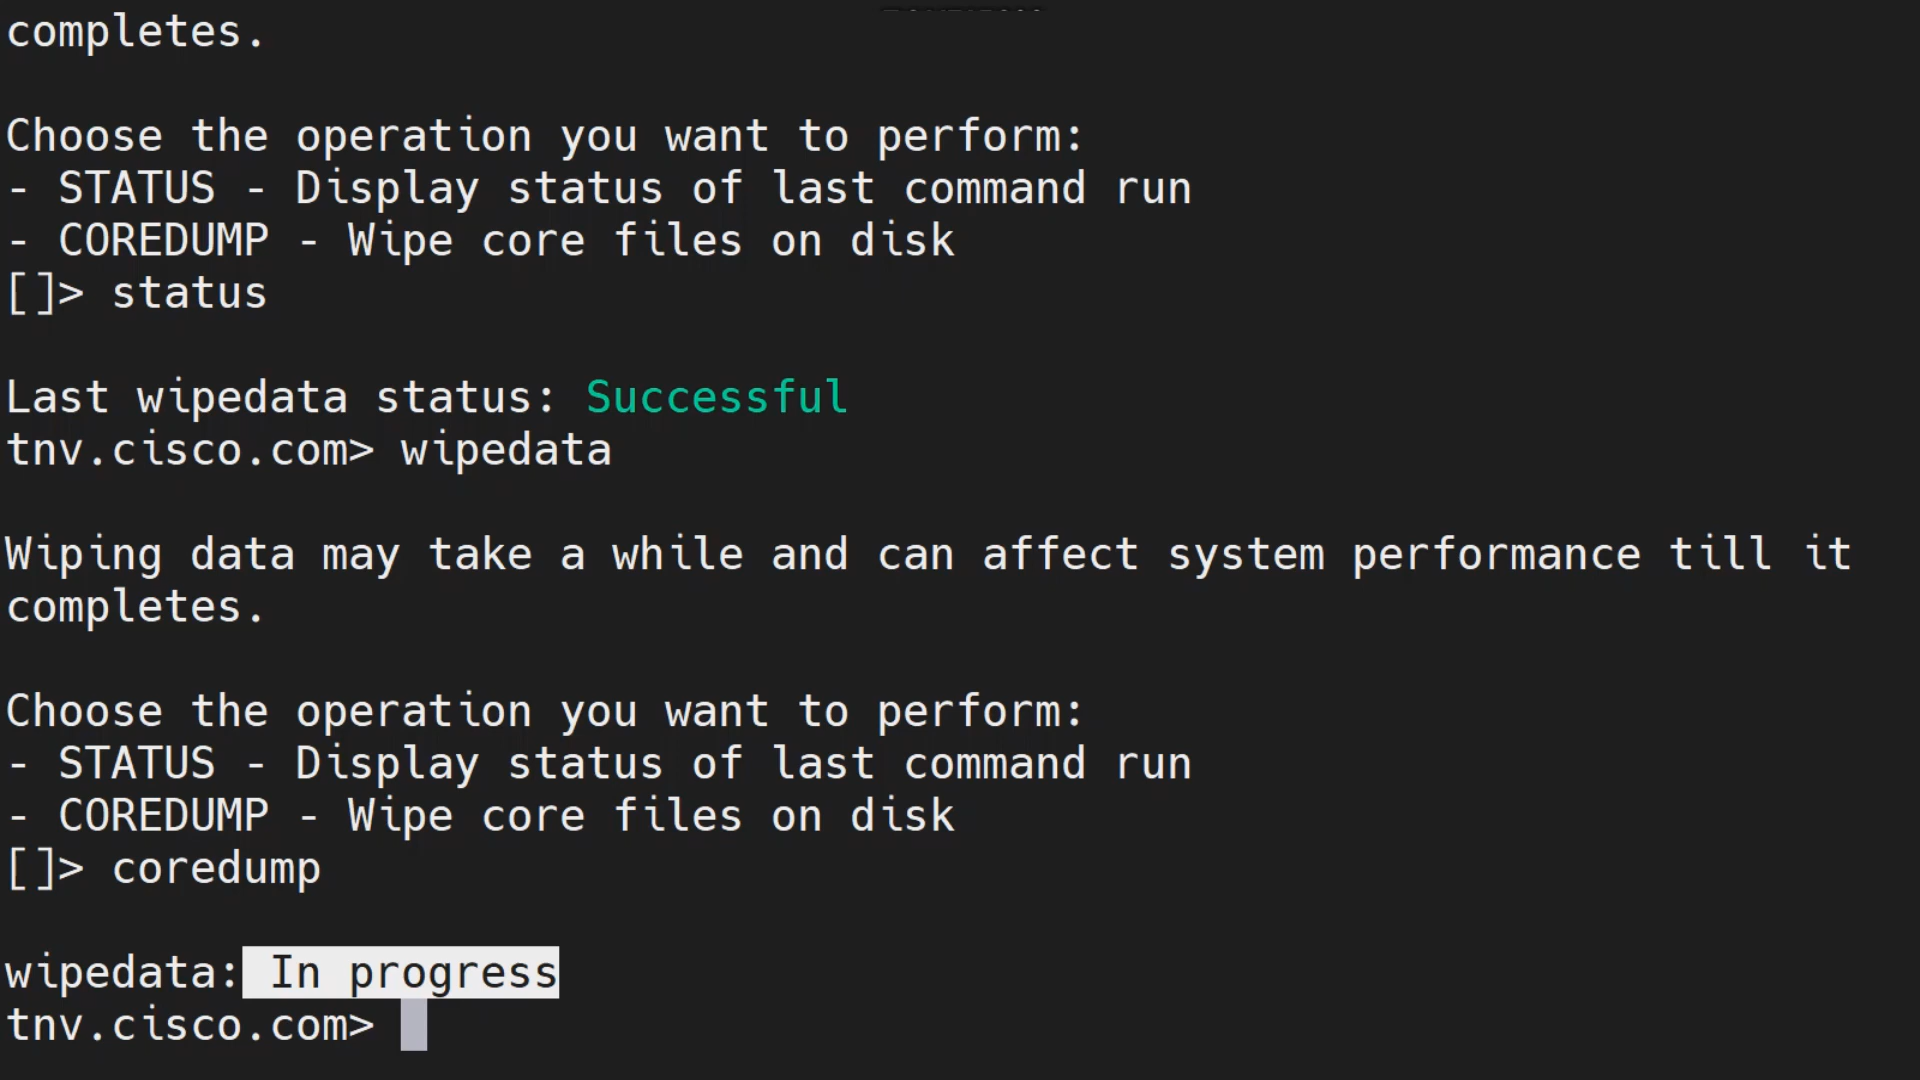 completes.
Choose the operation you want to perform:
- STATUS - Display status of last command run
- COREDUMP - Wipe core files on disk
[]> status
Last wipedata status: Successful
tnv.cisco.com> wipedata
Wiping data may take a while and can affect system performance till it
completes.
Choose the operation you want to perform:
- STATUS - Display status of last command run
- COREDUMP - Wipe core files on disk
[]> coredump
wipedata: In progress
tnv.cisco.com>